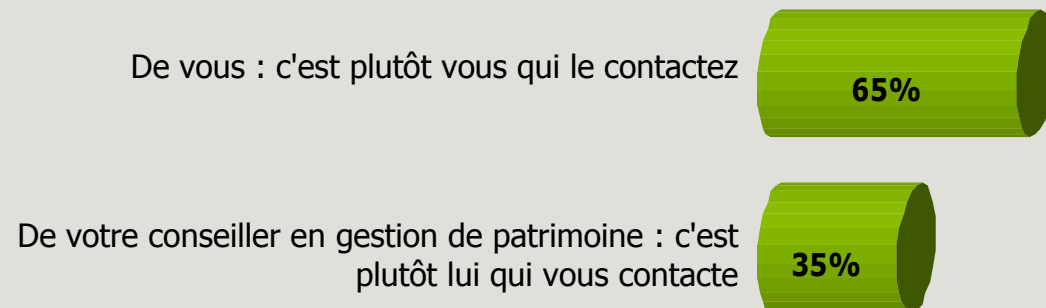 De vous : c'est plutôt vous qui le contactez
65%
De votre conseiller en gestion de patrimoine : c'est
plutôt lui qui vous contacte
35%